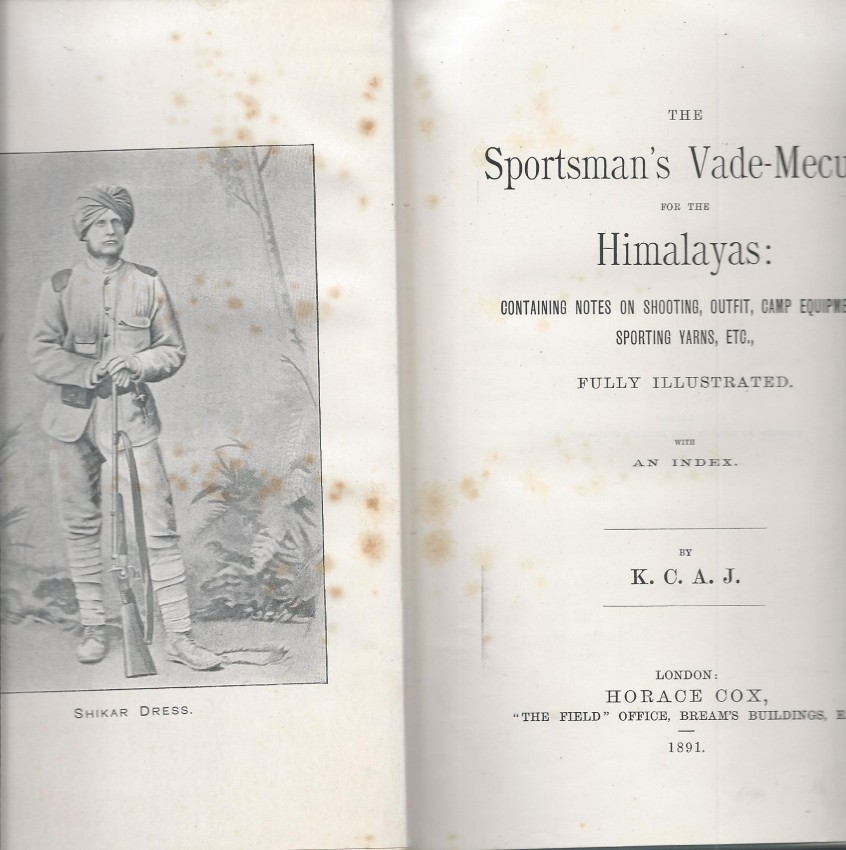 SHIKAR DRESS.
THE
Sportsman's Vade-Mecu
FOR THE
Himalayas:
CONTAINING NOTES ON SHOOTING, OUTFIT, CAMP EQUIPME
SPORTING YARNS, ETC.,
FULLY ILLUSTRATED.
WITH
AN INDEX.
BY
K. C. A. J.
LONDON:
HORACE COX,
"THE FIELD" OFFICE, BREAM'S BUILDINGS, E
1891.